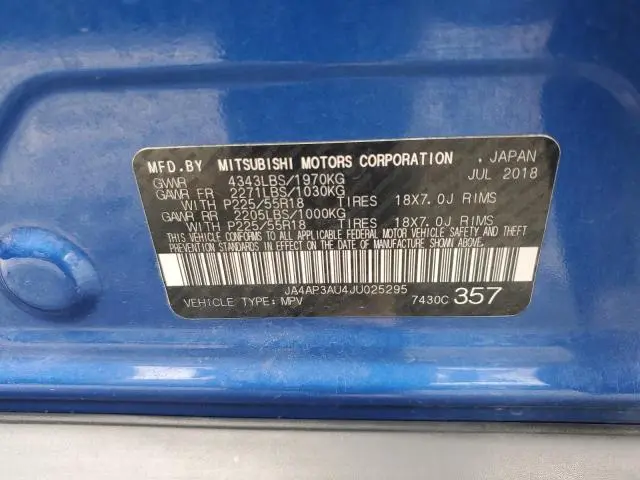 MFD.BY MITSUBISHI MOTORS CORPORATION , JAPAN
GVWR 4343LBS/1970KG JUL 2018
GAWR FR 2271LBS/1030KG
WITH P225/55R18 TIRES 18X7.0J RIMS
GAWR RR 2205LBS/1000KG
WITH P225/55R18 TIRES 18X7.0J RIMS
THIS VEHICLE CONFORMS TO ALL APPLICABLE FEDERAL MOTOR VEHICLE SAFETY AND THEFT
PREVENTION STANDARDS IN EFFECT ON THE DATE OF MANUFACTURE SHOWN ABOVE.
JA4AP3AU4JU025295
VEHICLE TYPE: MPV 7430C 357